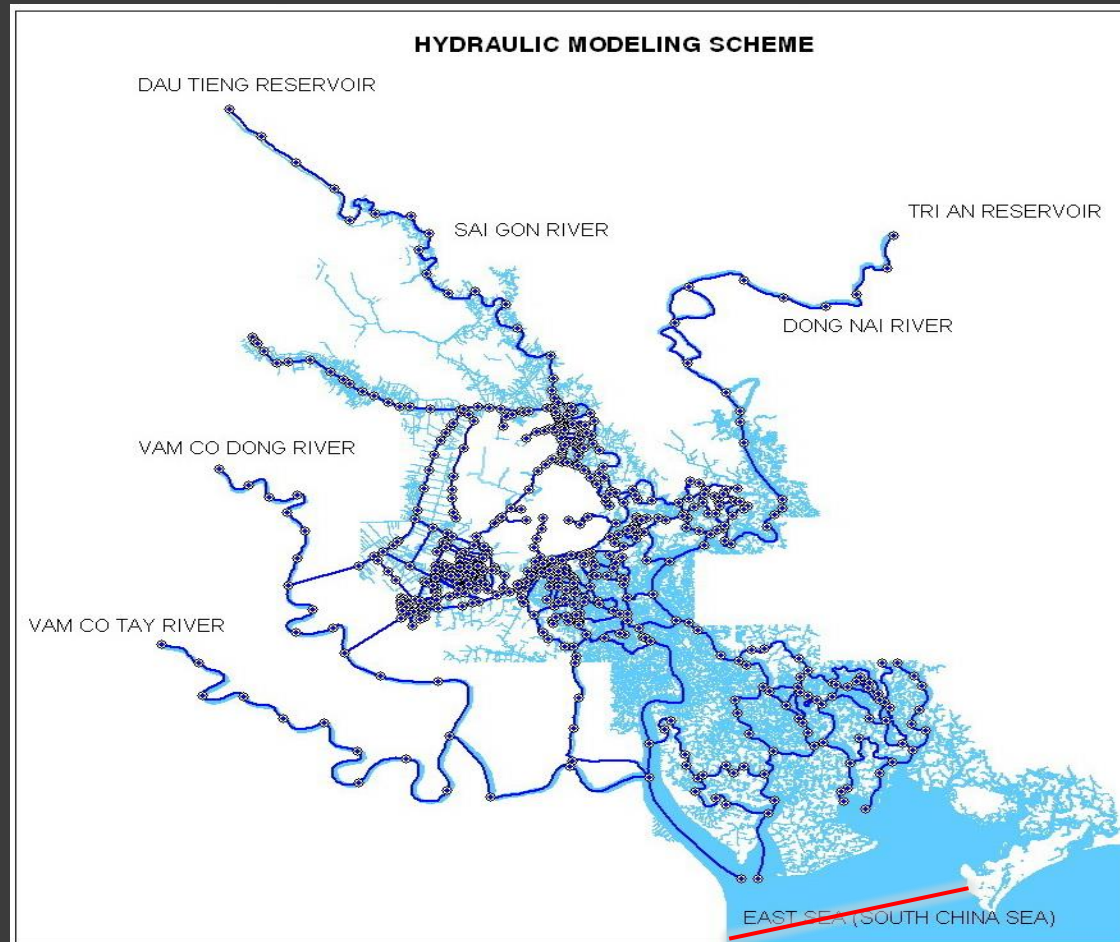 HYDRAULIC MODELING SCHEME
DAU TIENG RESERVOIR
TRI AN RESERVOIR
SAI GON RIVER
DONG NAI RIVER
VAM CO DONG RIVER
VAM CO TAY RIVER
EAST SEA (SOUTH CHINA SEA)